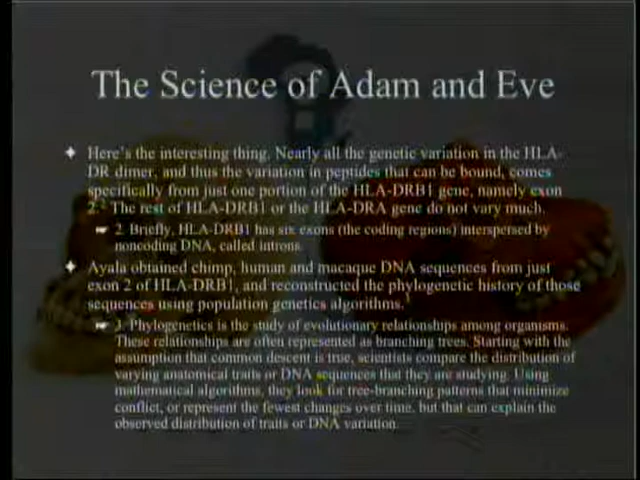 The Science of Adam and Eve
Here's the interesting thing. Nearly all the genetic variation in the HLA-
DR dimer, and thus the variation in peptides that can be bound, comes
specifically from just one portion of the HLA-DRB1 gene, namely exon
2.² The rest of HLA-DRB1 or the HLA-DRA gene do not vary much.
2. Briefly, HLA-DRB1 has six exons (the coding regions) interspersed by
noncoding DNA, called introns.
Ayala obtained chimp, human and macaque DNA sequences from just
exon 2 of HLA-DRB1, and reconstructed the phylogenetic history of those
sequences using population genetics algorithms.³
3. Phylogenetics is the study of evolutionary relationships among organisms.
These relationships are often represented as branching trees. Starting with the
assumption that common descent is true, scientists compare the distribution of
varying anatomical traits or DNA sequences that they are studying. Using
mathematical algorithms, they look for tree-branching patterns that minimize
conflict, or represent the fewest changes over time, but that can explain the
observed distribution of traits or DNA variation.